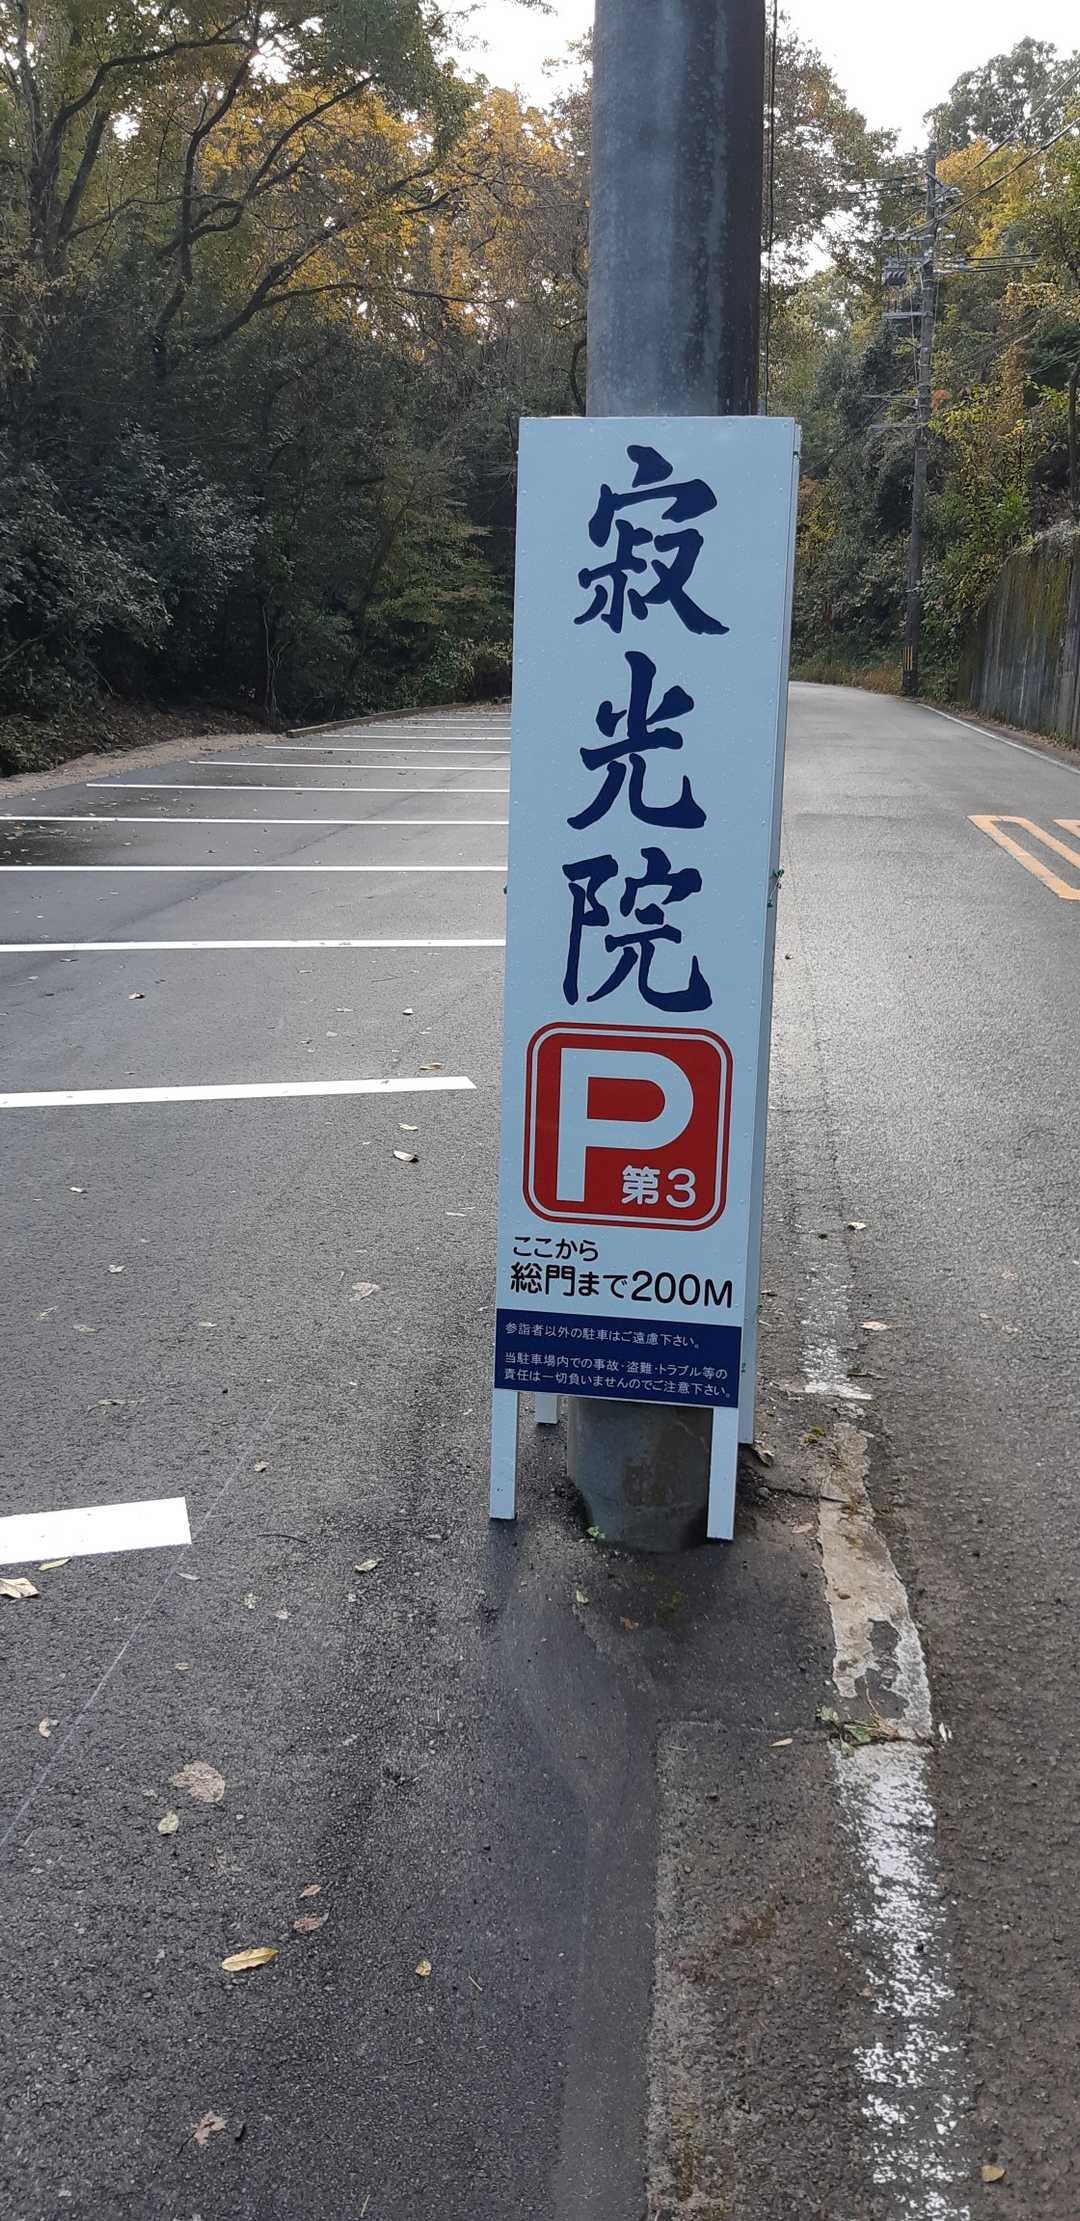 寂光院
P
第3
ここから
総門まで200M
参詣者以外の駐車はご遠慮下さい。
当駐車場内での事故・盗難・トラブル等の
責任は一切負いませんのでご注意下さい。